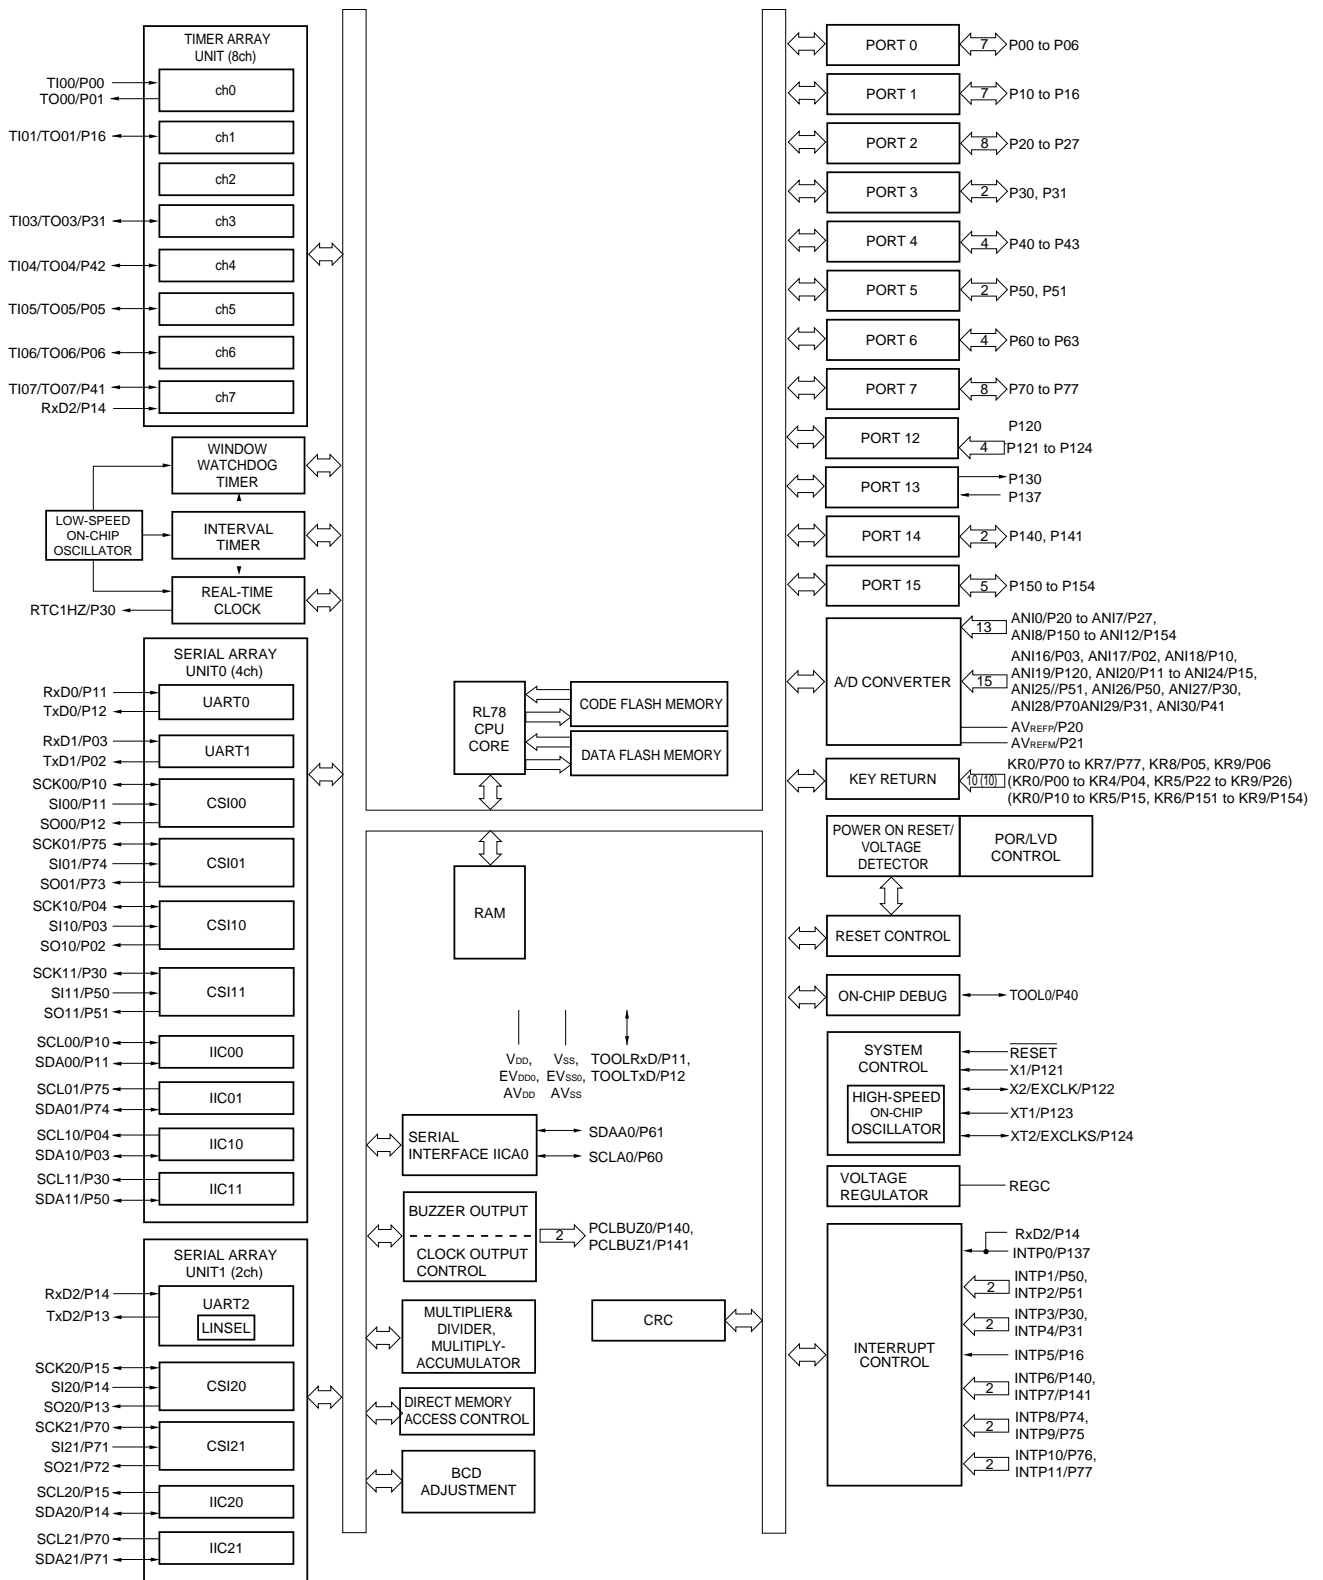 TIMER ARRAY
UNIT (8ch)
TI00/P00
TO00/P01
ch0
TI01/TO01/P16
ch1
ch2
TI03/TO03/P31
ch3
TI04/TO04/P42
ch4
TI05/TO05/P05
ch5
TI06/TO06/P06
ch6
TI07/TO07/P41
RxD2/P14
ch7
WINDOW
WATCHDOG
TIMER
LOW-SPEED
ON-CHIP
OSCILLATOR
INTERVAL
TIMER
RTC1HZ/P30
REAL-TIME
CLOCK
SERIAL ARRAY
UNIT0 (4ch)
RxD0/P11
TxD0/P12
UART0
RxD1/P03
TxD1/P02
UART1
SCK00/P10
SI00/P11
SO00/P12
CSI00
SCK01/P75
SI01/P74
SO01/P73
CSI01
SCK10/P04
SI10/P03
SO10/P02
CSI10
SCK11/P30
SI11/P50
SO11/P51
CSI11
SCL00/P10
SDA00/P11
IIC00
SCL01/P75
SDA01/P74
IIC01
SCL10/P04
SDA10/P03
IIC10
SCL11/P30
SDA11/P50
IIC11
SERIAL ARRAY
UNIT1 (2ch)
RxD2/P14
TxD2/P13
UART2
LINSEL
SCK20/P15
SI20/P14
SO20/P13
CSI20
SCK21/P70
SI21/P71
SO21/P72
CSI21
SCL20/P15
SDA20/P14
IIC20
SCL21/P70
SDA21/P71
IIC21
RL78
CPU
CORE
CODE FLASH MEMORY
DATA FLASH MEMORY
RAM
VDD,
EVDD0,
AVDD
VSS,
EVSS0,
AVSS
TOOLRxD/P11,
TOOLTxD/P12
SERIAL
INTERFACE IICA0
SDAA0/P61
SCLA0/P60
BUZZER OUTPUT
CLOCK OUTPUT
CONTROL
2
PCLBUZ0/P140,
PCLBUZ1/P141
MULTIPLIER&
DIVIDER,
MULITIPLY-
ACCUMULATOR
DIRECT MEMORY
ACCESS CONTROL
BCD
ADJUSTMENT
CRC
PORT 0
7
P00 to P06
PORT 1
7
P10 to P16
PORT 2
8
P20 to P27
PORT 3
2
P30, P31
PORT 4
4
P40 to P43
PORT 5
2
P50, P51
PORT 6
4
P60 to P63
PORT 7
8
P70 to P77
PORT 12
P120
4
P121 to P124
PORT 13
P130
P137
PORT 14
2
P140, P141
PORT 15
5
P150 to P154
A/D CONVERTER
13
ANI0/P20 to ANI7/P27,
ANI8/P150 to ANI12/P154
15
ANI16/P03, ANI17/P02, ANI18/P10,
ANI19/P120, ANI20/P11 to ANI24/P15,
ANI25//P51, ANI26/P50, ANI27/P30,
ANI28/P70ANI29/P31, ANI30/P41
AVREFP/P20
AVREFM/P21
KEY RETURN
10 (10)
KR0/P70 to KR7/P77, KR8/P05, KR9/P06
(KR0/P00 to KR4/P04, KR5/P22 to KR9/P26)
(KR0/P10 to KR5/P15, KR6/P151 to KR9/P154)
POWER ON RESET/
VOLTAGE
DETECTOR
POR/LVD
CONTROL
RESET CONTROL
ON-CHIP DEBUG
TOOL0/P40
SYSTEM
CONTROL
HIGH-SPEED
ON-CHIP
OSCILLATOR
RESET
X1/P121
X2/EXCLK/P122
XT1/P123
XT2/EXCLKS/P124
VOLTAGE
REGULATOR
REGC
INTERRUPT
CONTROL
RxD2/P14
INTP0/P137
2
INTP1/P50,
INTP2/P51
2
INTP3/P30,
INTP4/P31
INTP5/P16
2
INTP6/P140,
INTP7/P141
2
INTP8/P74,
INTP9/P75
2
INTP10/P76,
INTP11/P77